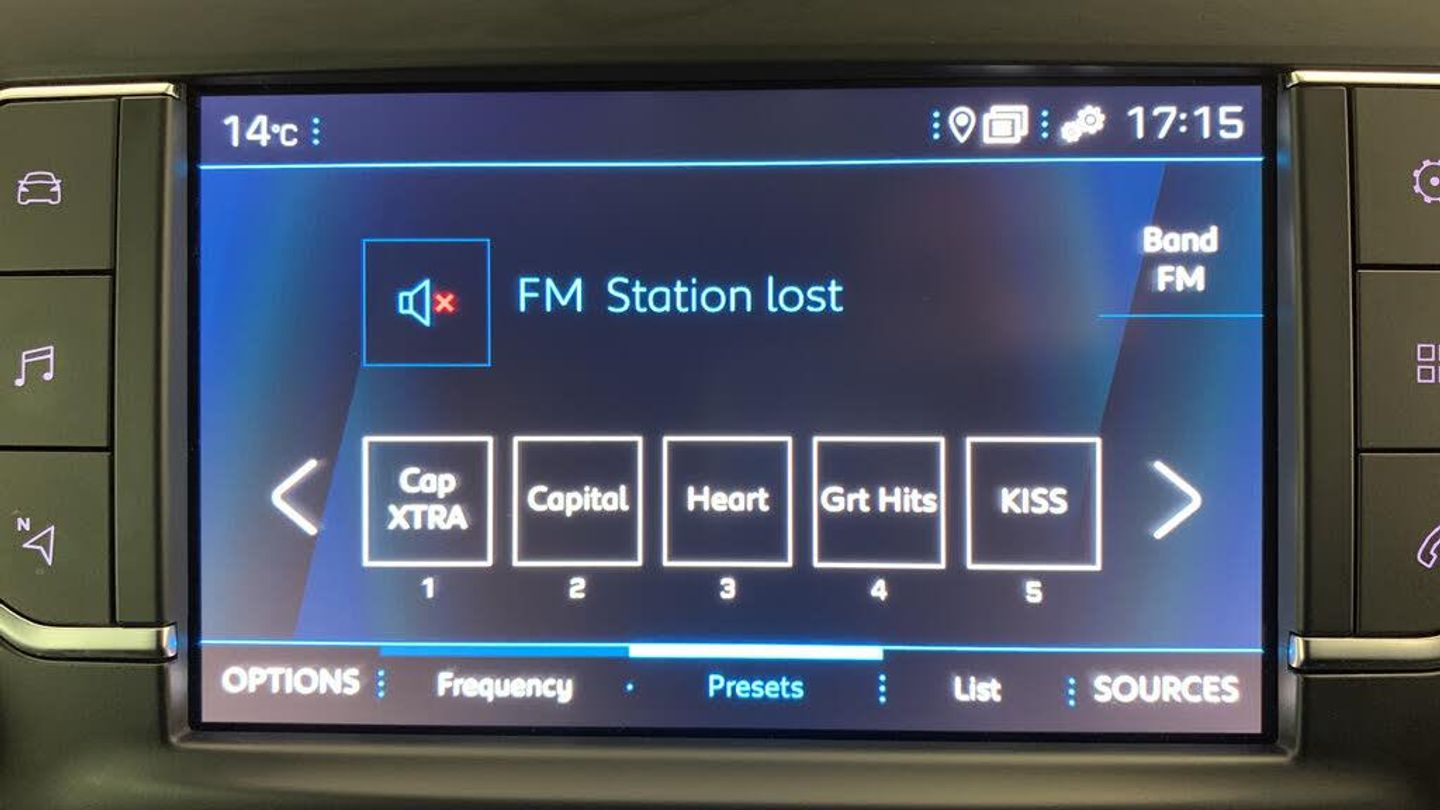 14°C
17:15
FM Station lost
Band
FM
Cap
XTRA
Capital
Heart
Grt Hits
KISS
1
2
3
4
5
N
OPTIONS
Frequency
Presets
List
SOURCES